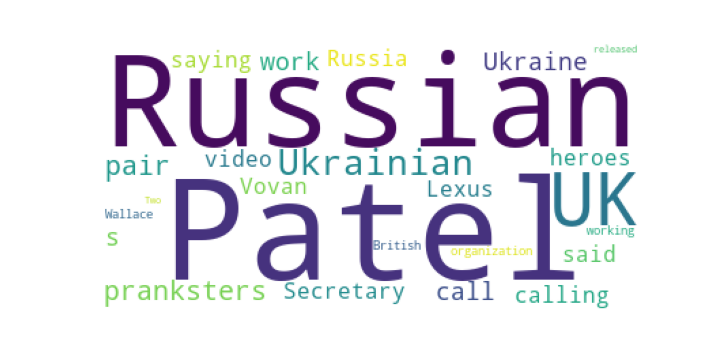 released
saying work Russia Ukraine
Russian
pair video Ukrainian heroes
Vovan Lexus
Patel UK
Two
Wallace
s British organization working
said
pranksters Secretary call calling